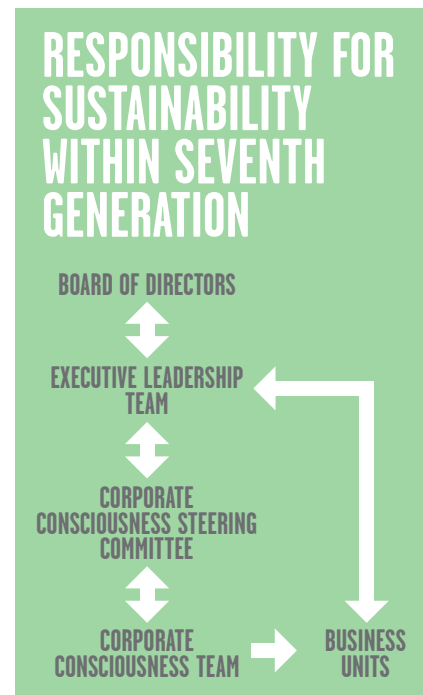 RESPONSIBILITY FOR
SUSTAINABILITY
WITHIN SEVENTH
GENERATION
BOARD OF DIRECTORS
EXECUTIVE LEADERSHIP
TEAM
CORPORATE
CONSCIOUSNESS STEERING
COMMITTEE
CORPORATE
CONSCIOUSNESS TEAM
BUSINESS
UNITS